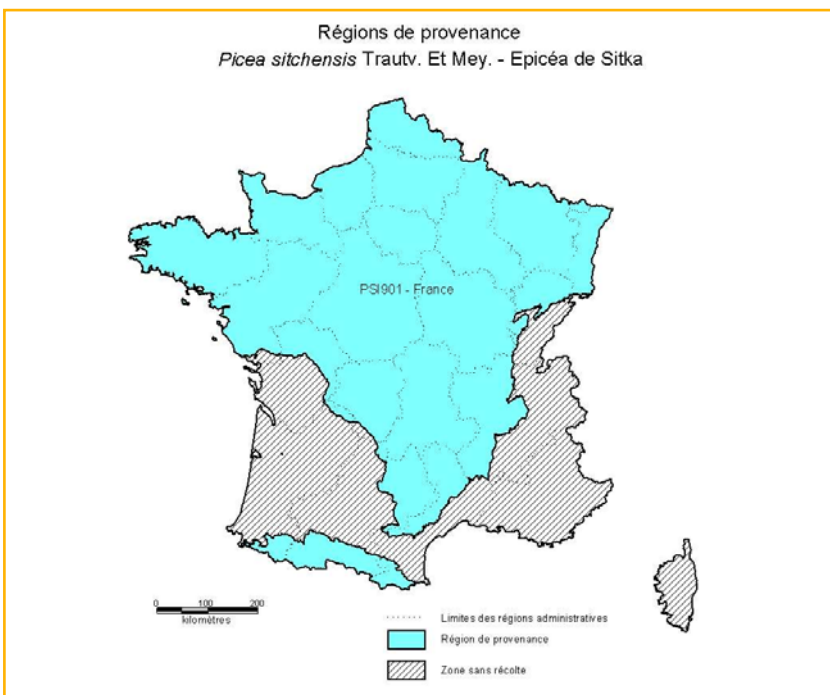 Régions de provenance
Picea sitchensis Trautv. Et Mey. - Epicéa de Sitka
PSI901 - France
0 100 200
kilomètres
Limites des régions administratives
Région de provenance
Zone sans récolte